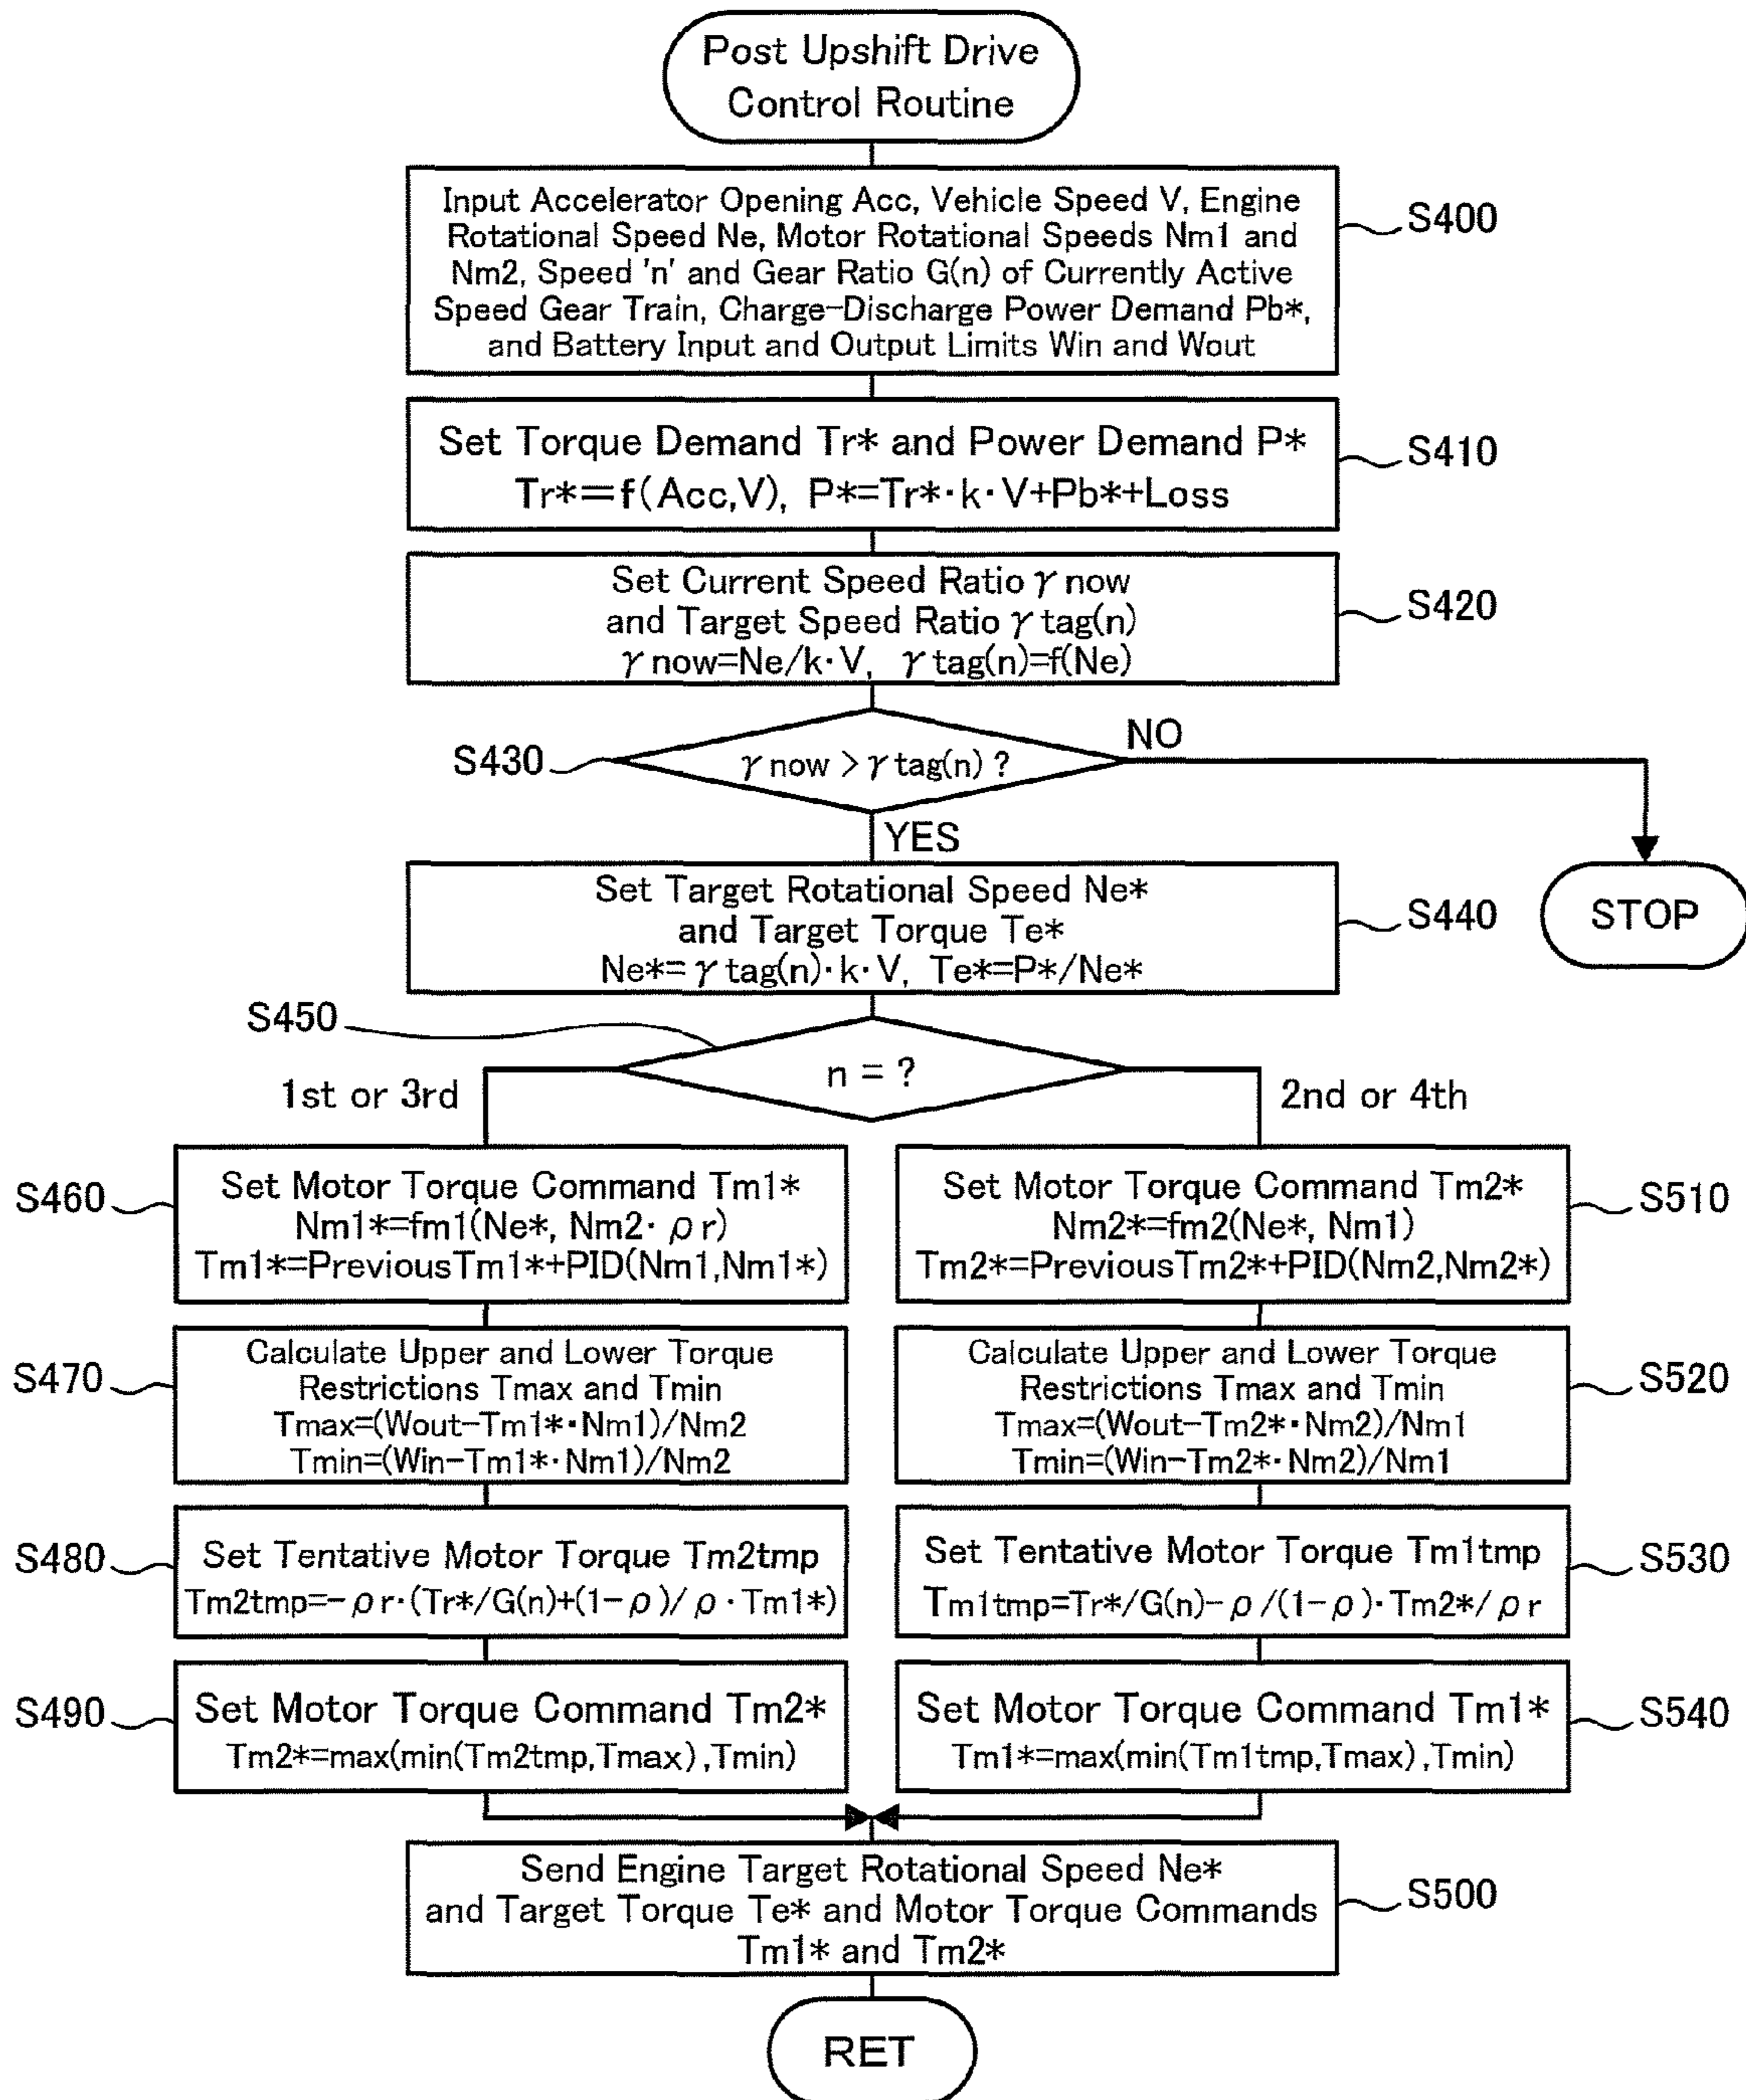 Post Upshift Drive
Control Routine
Input Accelerator Opening Acc, Vehicle Speed V, Engine
Rotational Speed Ne, Motor Rotational Speeds Nm1 and
Nm2, Speed 'n' and Gear Ratio G(n) of Currently Active
Speed Gear Train, Charge-Discharge Power Demand Pb*,
and Battery Input and Output Limits Win and Wout
S400
Set Torque Demand Tr* and Power Demand P*
Tr*=f(Acc,V), P*=Tr*·k·V+Pb*+Loss
S410
Set Current Speed Ratio γ now
and Target Speed Ratio γ tag(n)
γ now=Ne/k·V, γ tag(n)=f(Ne)
S420
S430
γ now > γ tag(n) ?
NO
YES
STOP
Set Target Rotational Speed Ne*
and Target Torque Te*
Ne*=γ tag(n)·k·V, Te*=P*/Ne*
S440
S450
n = ?
1st or 3rd
2nd or 4th
S460
Set Motor Torque Command Tm1*
Nm1*=fm1(Ne*, Nm2·ρr)
Tm1*=PreviousTm1*+PID(Nm1,Nm1*)
Set Motor Torque Command Tm2*
Nm2*=fm2(Ne*, Nm1)
Tm2*=PreviousTm2*+PID(Nm2,Nm2*)
S510
S470
Calculate Upper and Lower Torque
Restrictions Tmax and Tmin
Tmax=(Wout-Tm1*·Nm1)/Nm2
Tmin=(Win-Tm1*·Nm1)/Nm2
Calculate Upper and Lower Torque
Restrictions Tmax and Tmin
Tmax=(Wout-Tm2*·Nm2)/Nm1
Tmin=(Win-Tm2*·Nm2)/Nm1
S520
S480
Set Tentative Motor Torque Tm2tmp
Tm2tmp=-ρr·(Tr*/G(n)+(1-ρ)/ρ·Tm1*)
Set Tentative Motor Torque Tm1tmp
Tm1tmp=Tr*/G(n)-ρ/(1-ρ)·Tm2*/ρr
S530
S490
Set Motor Torque Command Tm2*
Tm2*=max(min(Tm2tmp,Tmax),Tmin)
Set Motor Torque Command Tm1*
Tm1*=max(min(Tm1tmp,Tmax),Tmin)
S540
Send Engine Target Rotational Speed Ne*
and Target Torque Te* and Motor Torque Commands
Tm1* and Tm2*
S500
RET